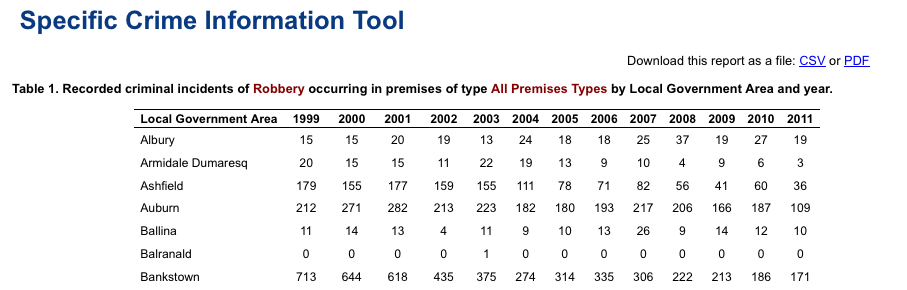 Specific Crime Information Tool
Download this report as a file: CSV or PDF
Table 1. Recorded criminal incidents of Robbery occurring in premises of type All Premises Types by Local Government Area and year.
Local Government Area 1999 2000 2001 2002 2003 2004 2005 2006 2007 2008 2009 2010 2011
Albury 15 15 20 19 13 24 18 18 25 37 19 27 19
Armidale Dumaresq 20 15 15 11 22 19 13 9 10 4 9 6 3
Ashfield 179 155 177 159 155 111 78 71 82 56 41 60 36
Auburn 212 271 282 213 223 182 180 193 217 206 166 187 109
Ballina 11 14 13 4 11 9 10 13 26 9 14 12 10
Balranald 0 0 0 0 1 0 0 0 0 0 0 0 0
Bankstown 713 644 618 435 375 274 314 335 306 222 213 186 171